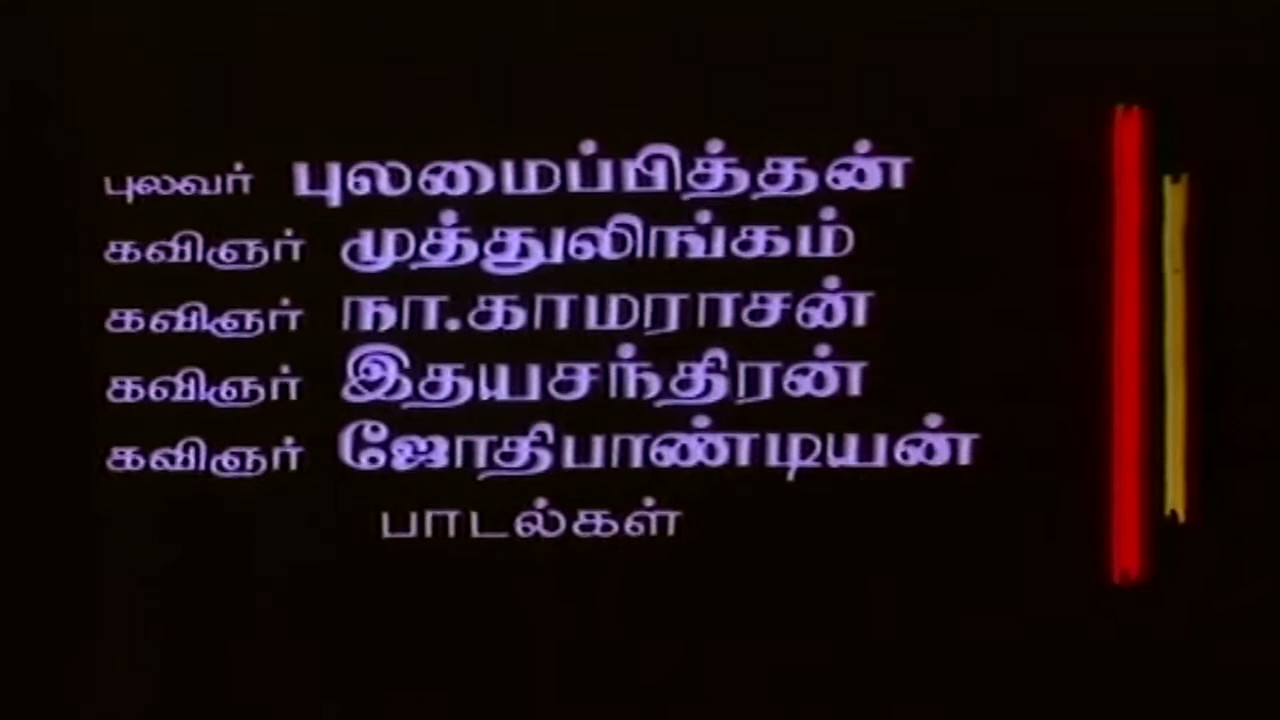 புலவர் புலமைப்பித்தன்
கவிஞர் முத்துலிங்கம்
கவிஞர் நா.காமராசன்
கவிஞர் இதயசந்திரன்
கவிஞர் ஜோதிபாண்டியன்
பாடல்கள்